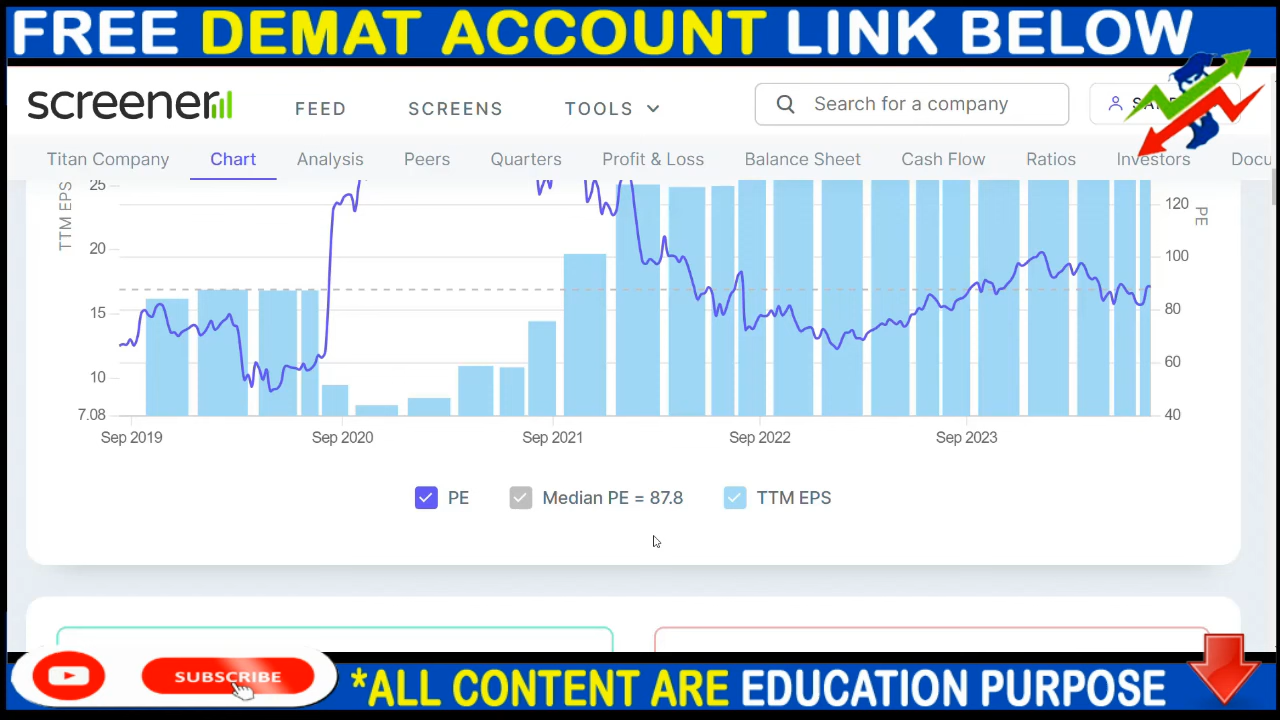 FREE DEMAT ACCOUNT LINK BELOW
screener
FEED
SCREENS
TOOLS
Search for a company
Titan Company
Chart
Analysis
Peers
Quarters
Profit & Loss
Balance Sheet
Cash Flow
Ratios
Investors
Docu
TTM EPS
25
20
15
10
7.08
120
100
80
60
40
PE
Sep 2019
Sep 2020
Sep 2021
Sep 2022
Sep 2023
PE
Median PE = 87.8
TTM EPS
SUBSCRIBE
*ALL CONTENT ARE EDUCATION PURPOSE